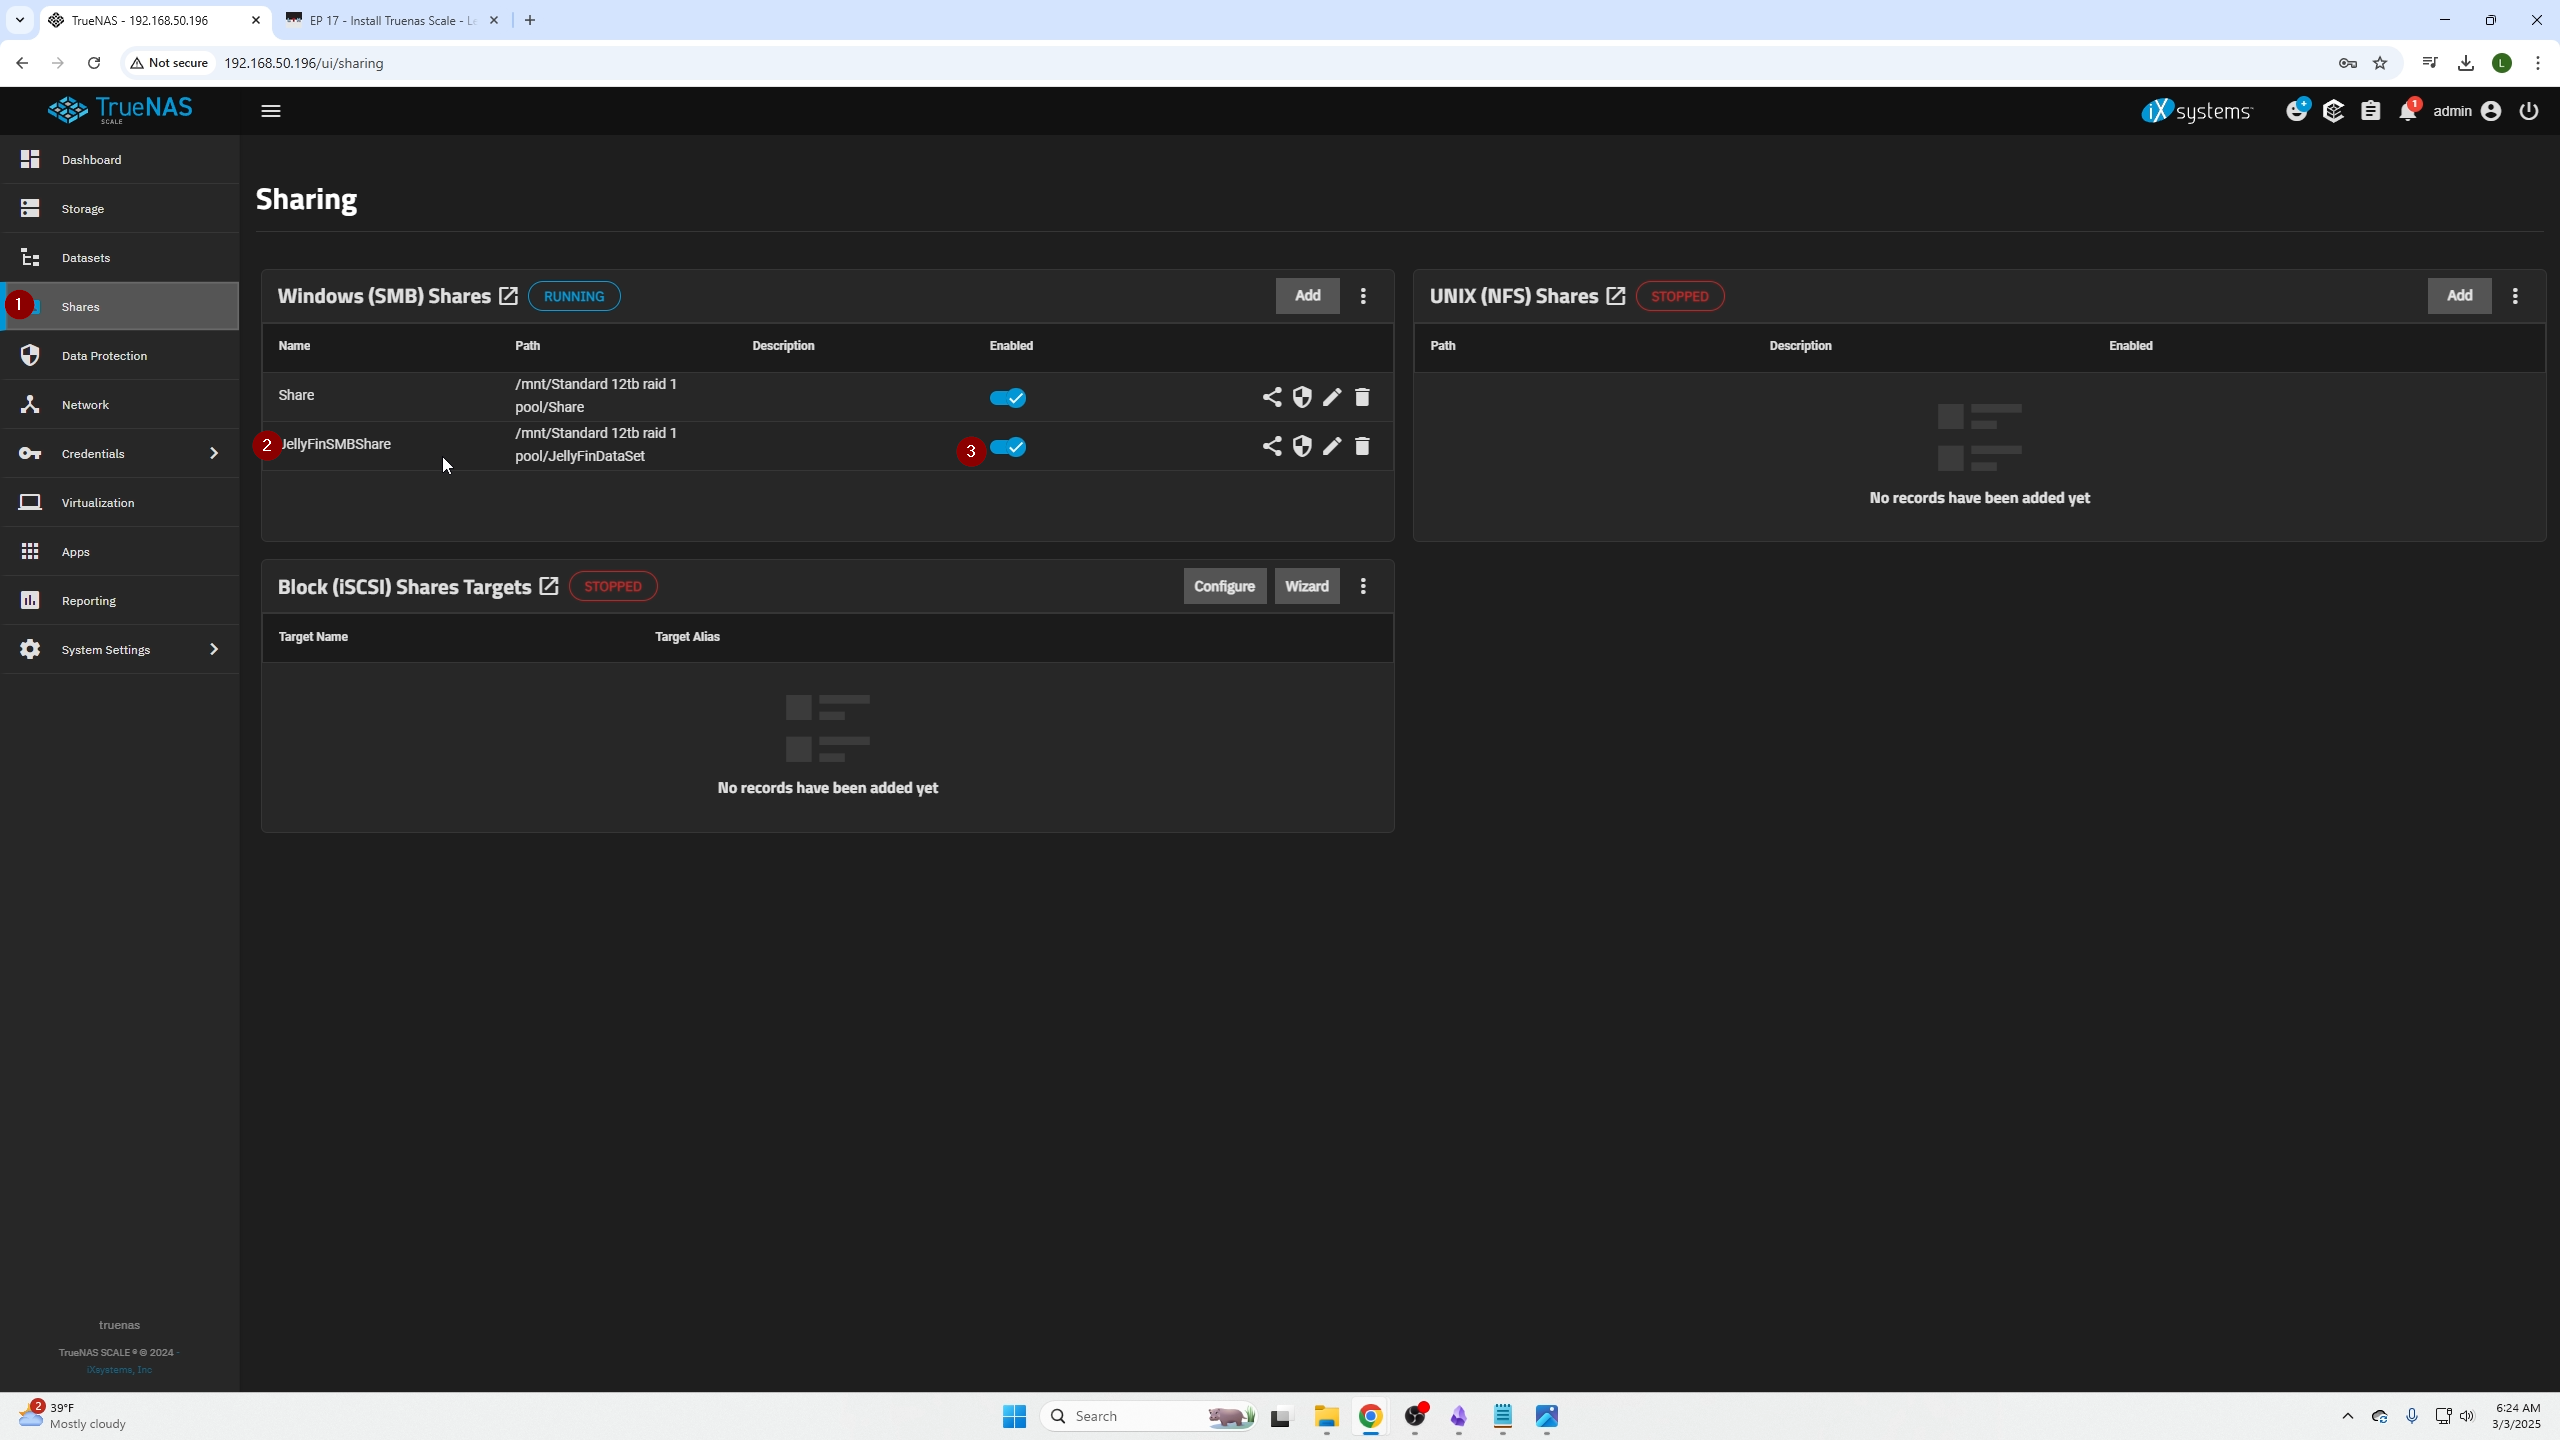 TrueNAS - 192.168.50.196
EP 17 - Install Truenas Scale - Le
Not secure
192.168.50.196/ui/sharing
L
TrueNAS
SCALE
iXsystems
1
admin
Dashboard
Storage
Datasets
1
Shares
Data Protection
Network
Credentials
Virtualization
Apps
Reporting
System Settings
Sharing
Windows (SMB) Shares
RUNNING
Add
Name
Path
Description
Enabled
Share
/mnt/Standard 12tb raid 1
pool/Share
2
JellyFinSMBShare
/mnt/Standard 12tb raid 1
pool/JellyFinDataSet
3
UNIX (NFS) Shares
STOPPED
Add
Path
Description
Enabled
No records have been added yet
Block (iSCSI) Shares Targets
STOPPED
Configure
Wizard
Target Name
Target Alias
No records have been added yet
truenas
TrueNAS SCALE ® © 2024 -
iXsystems, Inc
2
39°F
Mostly cloudy
Search
6:24 AM
3/3/2025